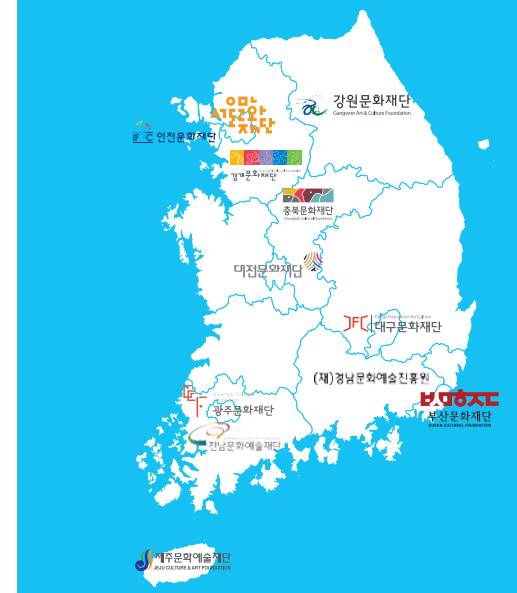 서울문화재단
강원문화재단
Gangwon Art & Culture Foundation
IFAC 인천문화재단
경기문화재단
충북문화재단
Chungbuk Cultural Foundation
대전문화재단
Daegu Foundation for Culture
대구문화재단
(재)경남문화예술진흥원
부산문화재단
BUSAN CULTURAL FOUNDATION
광주문화재단
전남문화예술재단
제주문화예술재단
JEJU CULTURE & ART FOUNDATION